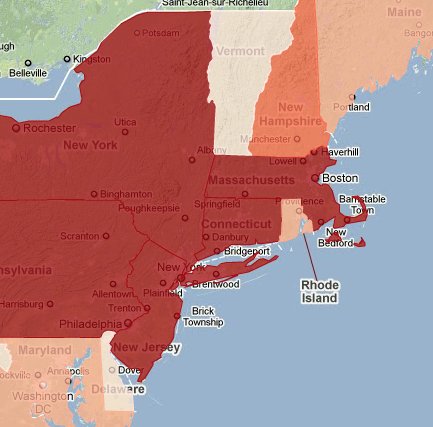 Saint-Jean-sur-Richelieu
Maine
Potsdam
Bangor
Kingston
Vermont
Belleville
Portland
New
Hampshire
Rochester
Utica
Manchester
New York
Albany
Haverhill
Lowell
Massachusetts
Boston
Binghamton
Springfield
Barnstable
Town
Poughkeepsie
Providence
Connecticut
Scranton
Danbury
New
Bedford
Bridgeport
nsylvania
New York
Brentwood
Rhode
Island
Allentown
Plainfield
Harrisburg
Trenton
Brick
Township
Philadelphia
New Jersey
Maryland
ockville
Annapolis
Dover
Washington
DC
Delaware